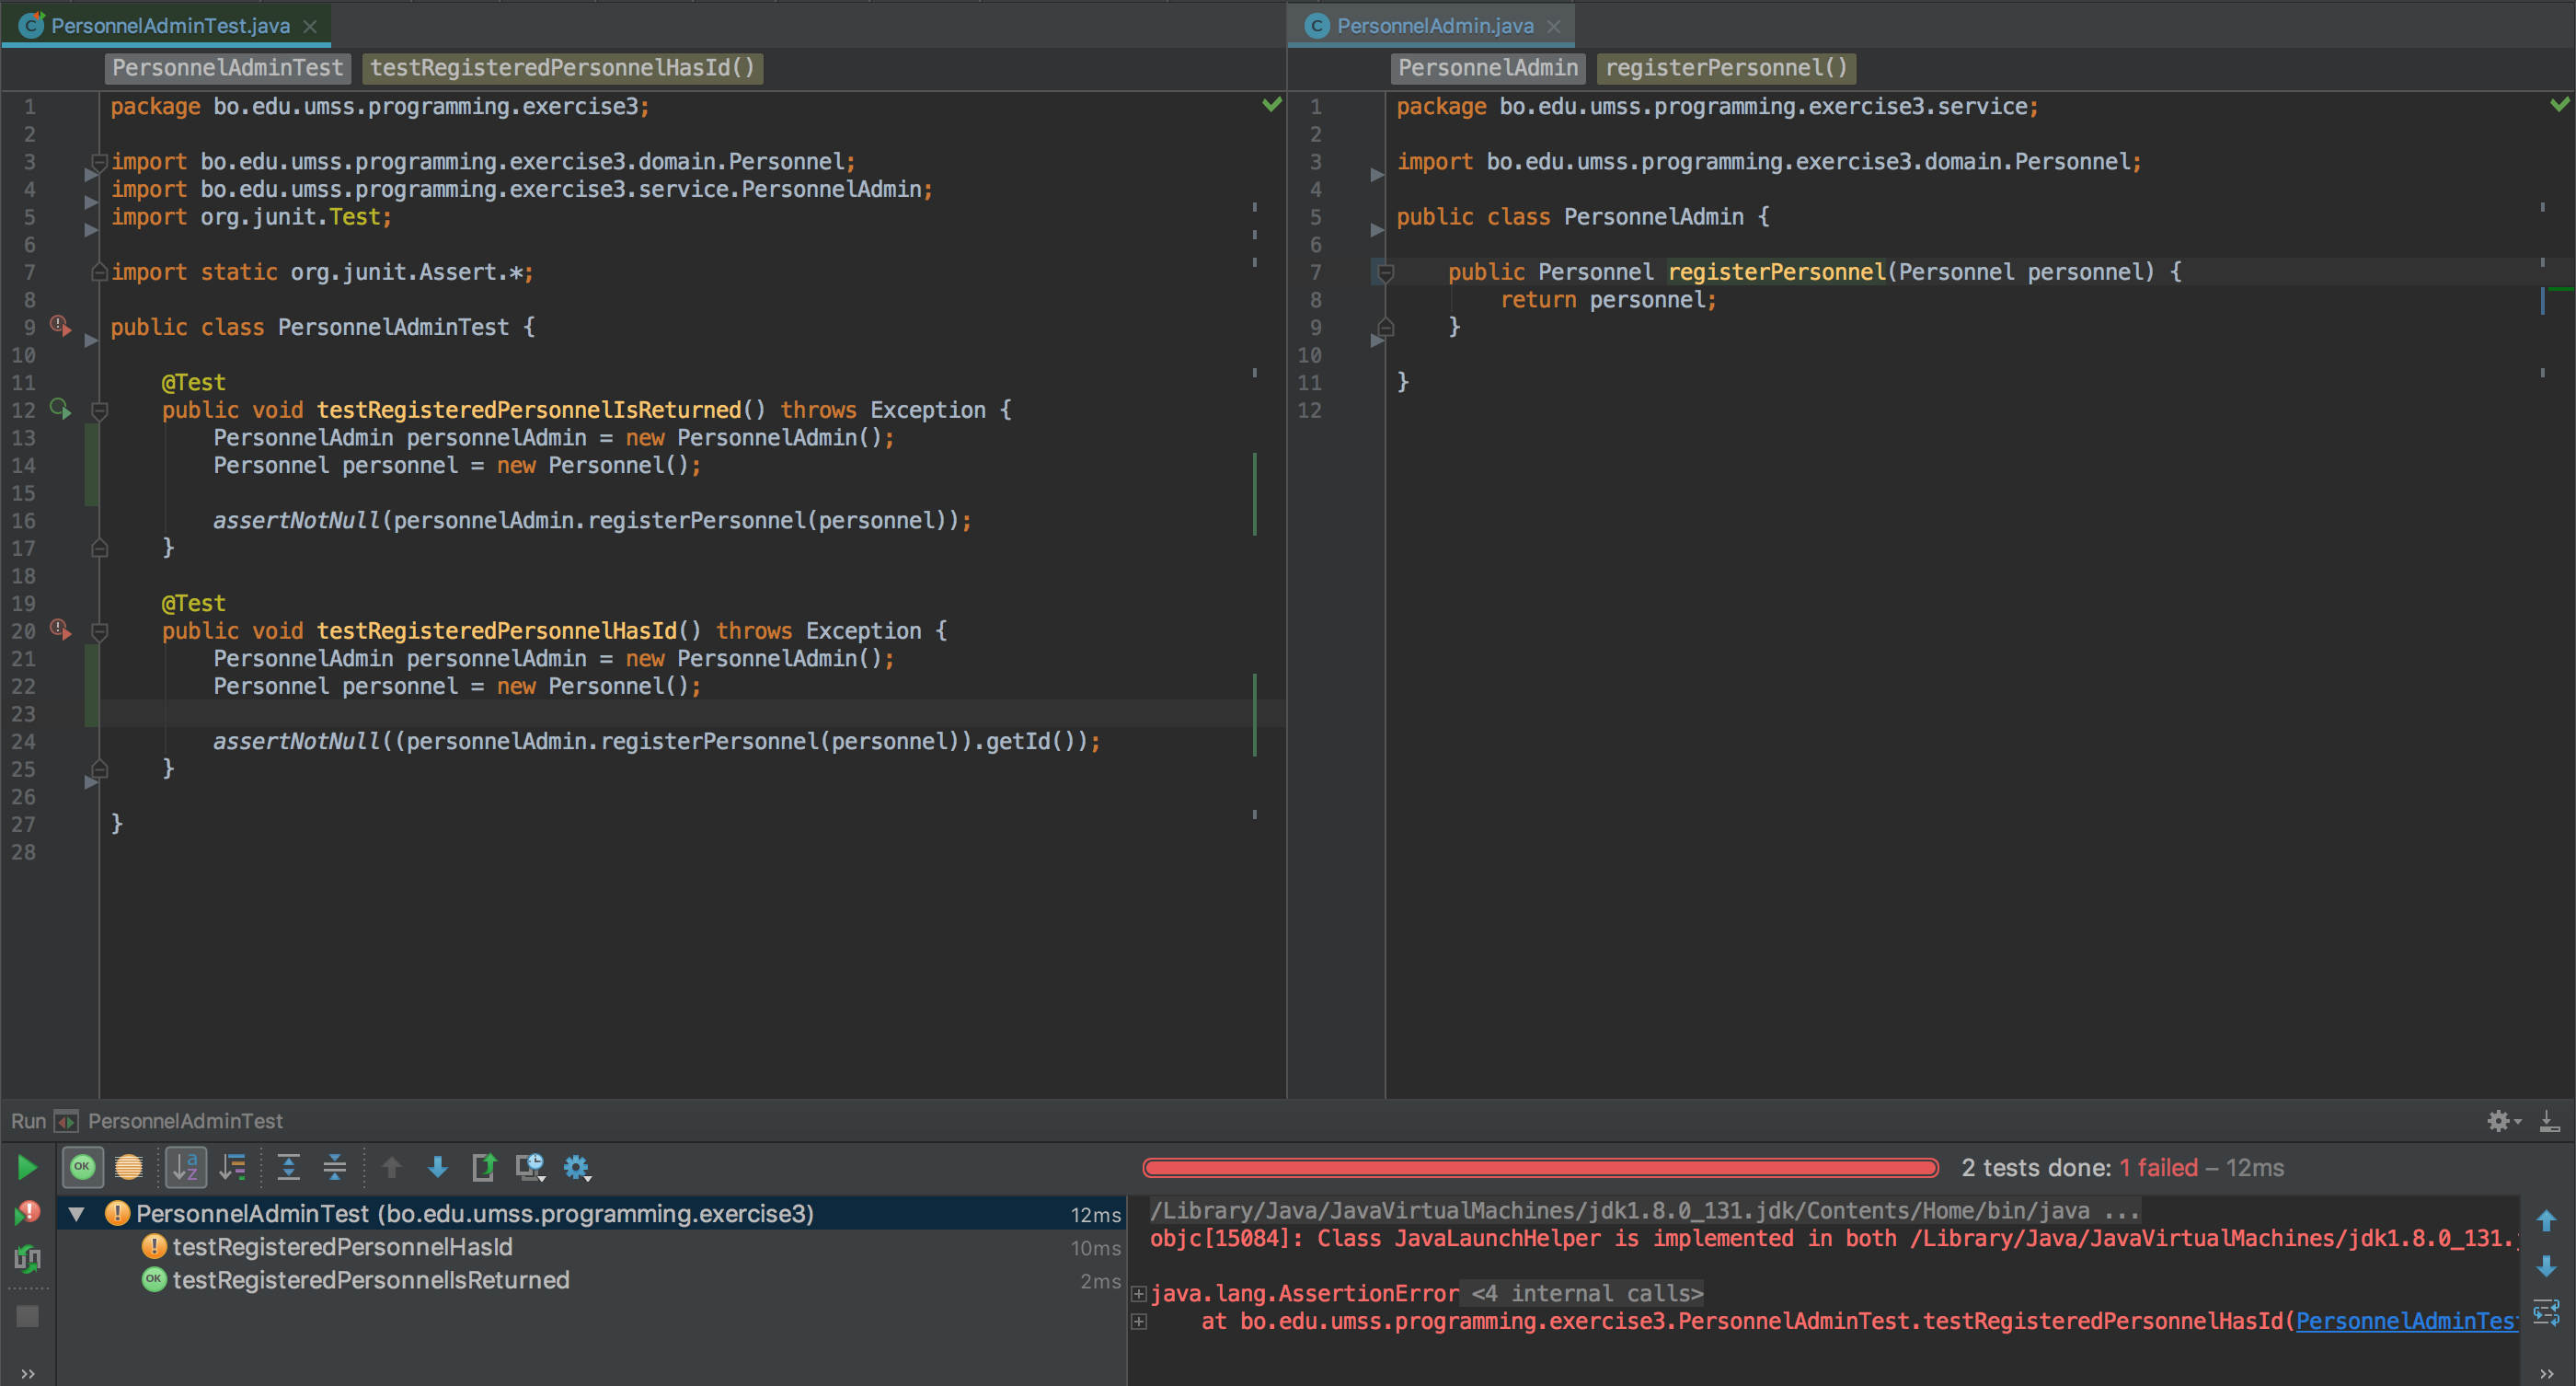 PersonnelAdminTest.java
PersonnelAdminTest testRegisteredPersonnelHasId()
1 package bo.edu.umss.programming.exercise3;
2
3 import bo.edu.umss.programming.exercise3.domain.Personnel;
4 import bo.edu.umss.programming.exercise3.service.PersonnelAdmin;
5 import org.junit.Test;
6
7 import static org.junit.Assert.*;
8
9 public class PersonnelAdminTest {
10
11 @Test
12 public void testRegisteredPersonnelIsReturned() throws Exception {
13 PersonnelAdmin personnelAdmin = new PersonnelAdmin();
14 Personnel personnel = new Personnel();
15
16 assertNotNull(personnelAdmin.registerPersonnel(personnel));
17 }
18
19 @Test
20 public void testRegisteredPersonnelHasId() throws Exception {
21 PersonnelAdmin personnelAdmin = new PersonnelAdmin();
22 Personnel personnel = new Personnel();
23
24 assertNotNull((personnelAdmin.registerPersonnel(personnel)).getId());
25 }
26
27 }
28
PersonnelAdmin.java
PersonnelAdmin registerPersonnel()
1 package bo.edu.umss.programming.exercise3.service;
2
3 import bo.edu.umss.programming.exercise3.domain.Personnel;
4
5 public class PersonnelAdmin {
6
7 public Personnel registerPersonnel(Personnel personnel) {
8 return personnel;
9 }
10
11 }
12
Run PersonnelAdminTest
2 tests done: 1 failed – 12ms
PersonnelAdminTest (bo.edu.umss.programming.exercise3) 12ms
testRegisteredPersonnelHasId 10ms
OK testRegisteredPersonnelIsReturned 2ms
/Library/Java/JavaVirtualMachines/jdk1.8.0_131.jdk/Contents/Home/bin/java ...
objc[15084]: Class JavaLaunchHelper is implemented in both /Library/Java/JavaVirtualMachines/jdk1.8.0_131.
java.lang.AssertionError <4 internal calls>
at bo.edu.umss.programming.exercise3.PersonnelAdminTest.testRegisteredPersonnelHasId(PersonnelAdminTes